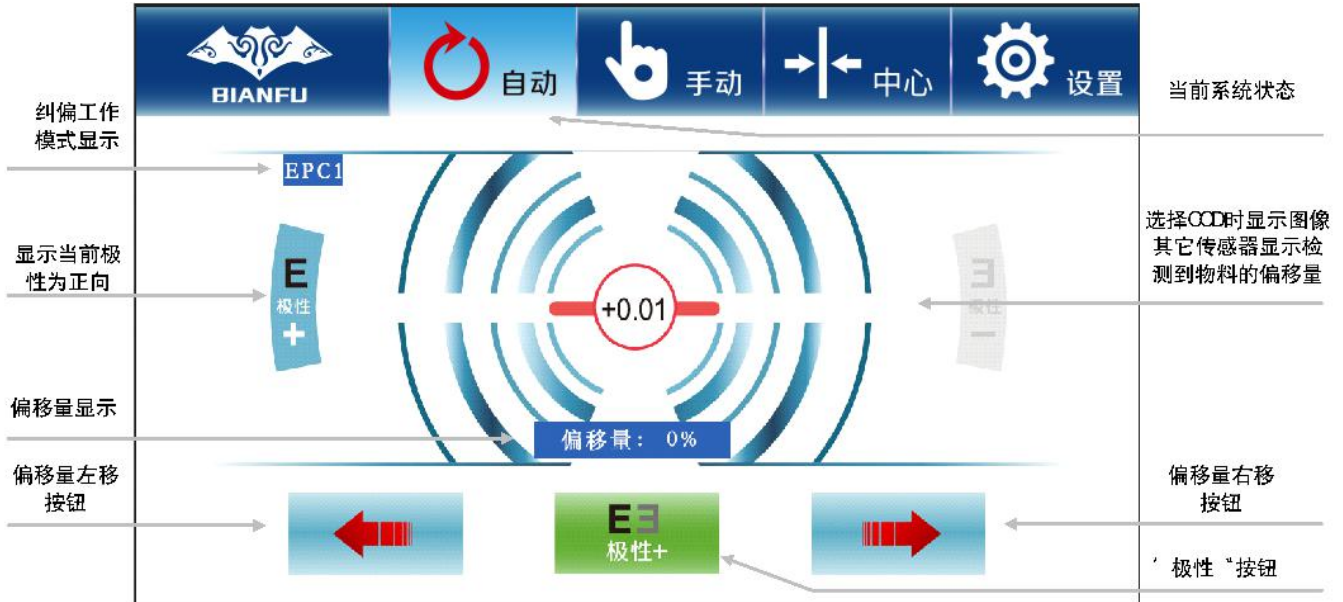 BIANFU
自动
手动
中心
设置
纠偏工作
模式显示
当前系统状态
EPC1
显示当前极
性为正向
E
极性
+
+0.01
E
极性
−
选择CCD时显示图像
其它传感器显示检
测到物料的偏移量
偏移量显示
偏移量: 0%
偏移量左移
按钮
EE
极性+
偏移量右移
按钮
“极性“按钮